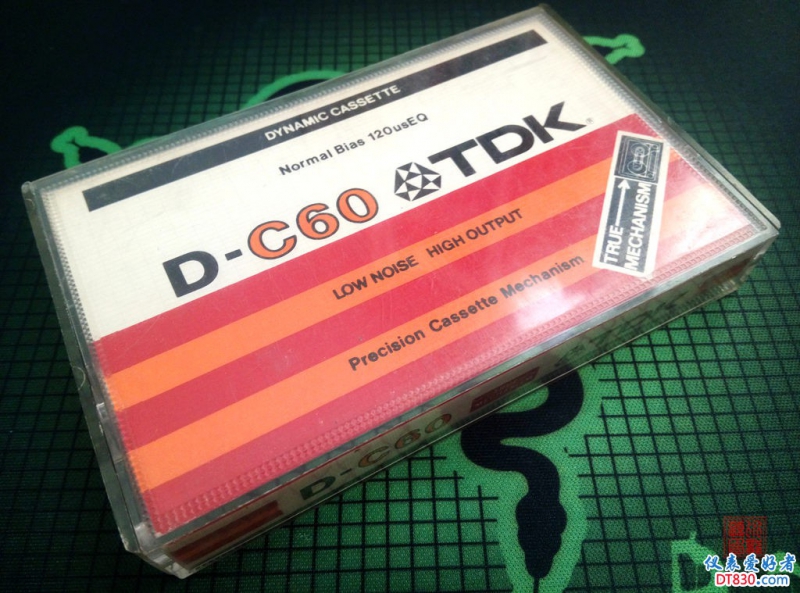 DYNAMIC CASSETTE
Normal Bias 120usEQ
D-C60 TDK®
LOW NOISE HIGH OUTPUT
Precision Cassette Mechanism
TRUE
MECHANISM
D-C60
仪表爱好者
DT830.com